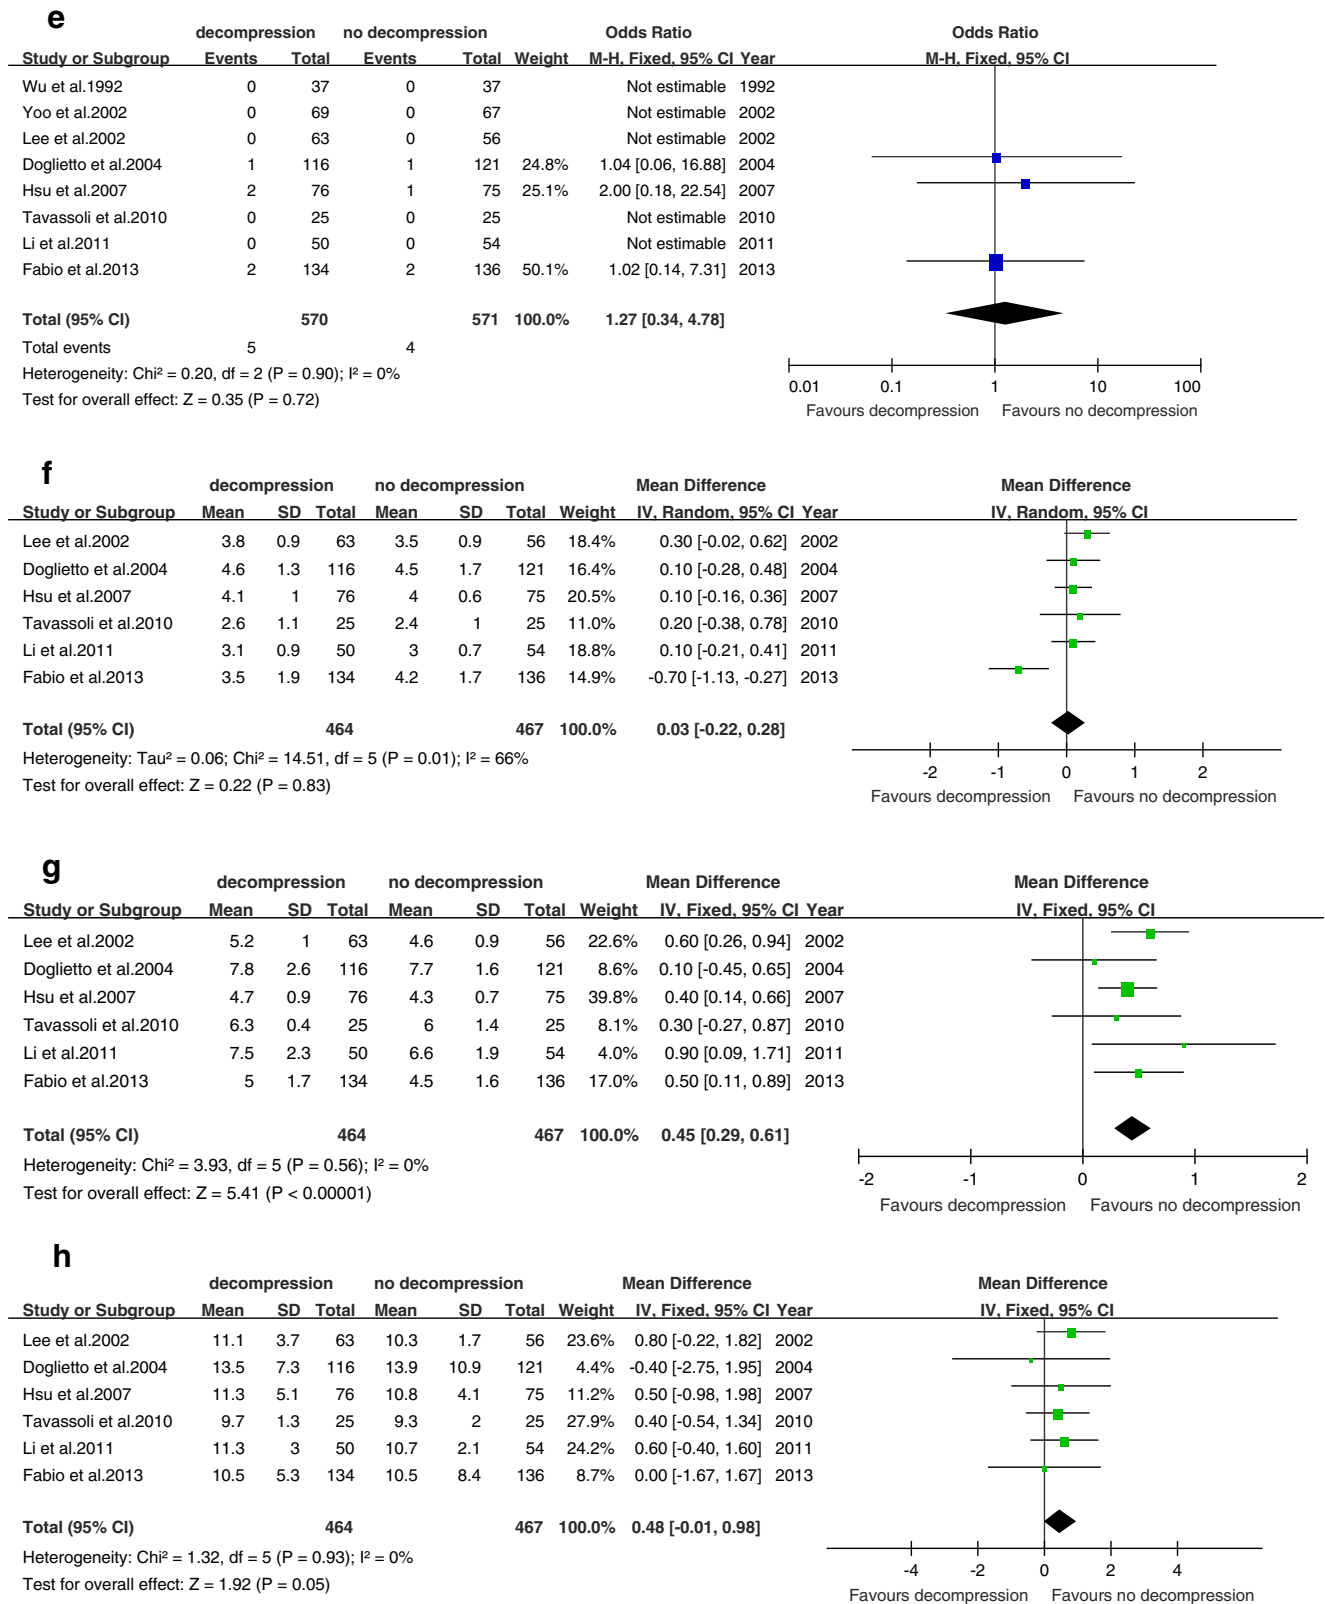 e
decompression no decompression Odds Ratio Odds Ratio
Study or Subgroup Events Total Events Total Weight M-H, Fixed, 95% CI Year M-H, Fixed, 95% CI
Wu et al.1992 0 37 0 37 Not estimable 1992
Yoo et al.2002 0 69 0 67 Not estimable 2002
Lee et al.2002 0 63 0 56 Not estimable 2002
Doglietto et al.2004 1 116 1 121 24.8% 1.04 [0.06, 16.88] 2004
Hsu et al.2007 2 76 1 75 25.1% 2.00 [0.18, 22.54] 2007
Tavassoli et al.2010 0 25 0 25 Not estimable 2010
Li et al.2011 0 50 0 54 Not estimable 2011
Fabio et al.2013 2 134 2 136 50.1% 1.02 [0.14, 7.31] 2013
Total (95% CI) 570 571 100.0% 1.27 [0.34, 4.78]
Total events 5 4
Heterogeneity: Chi² = 0.20, df = 2 (P = 0.90); I² = 0%
Test for overall effect: Z = 0.35 (P = 0.72)
0.01 0.1 1 10 100
Favours decompression Favours no decompression
f
decompression no decompression Mean Difference Mean Difference
Study or Subgroup Mean SD Total Mean SD Total Weight IV, Random, 95% CI Year IV, Random, 95% CI
Lee et al.2002 3.8 0.9 63 3.5 0.9 56 18.4% 0.30 [-0.02, 0.62] 2002
Doglietto et al.2004 4.6 1.3 116 4.5 1.7 121 16.4% 0.10 [-0.28, 0.48] 2004
Hsu et al.2007 4.1 1 76 4 0.6 75 20.5% 0.10 [-0.16, 0.36] 2007
Tavassoli et al.2010 2.6 1.1 25 2.4 1 25 11.0% 0.20 [-0.38, 0.78] 2010
Li et al.2011 3.1 0.9 50 3 0.7 54 18.8% 0.10 [-0.21, 0.41] 2011
Fabio et al.2013 3.5 1.9 134 4.2 1.7 136 14.9% -0.70 [-1.13, -0.27] 2013
Total (95% CI) 464 467 100.0% 0.03 [-0.22, 0.28]
Heterogeneity: Tau² = 0.06; Chi² = 14.51, df = 5 (P = 0.01); I² = 66%
Test for overall effect: Z = 0.22 (P = 0.83)
-2 -1 0 1 2
Favours decompression Favours no decompression
g
decompression no decompression Mean Difference Mean Difference
Study or Subgroup Mean SD Total Mean SD Total Weight IV, Fixed, 95% CI Year IV, Fixed, 95% CI
Lee et al.2002 5.2 1 63 4.6 0.9 56 22.6% 0.60 [0.26, 0.94] 2002
Doglietto et al.2004 7.8 2.6 116 7.7 1.6 121 8.6% 0.10 [-0.45, 0.65] 2004
Hsu et al.2007 4.7 0.9 76 4.3 0.7 75 39.8% 0.40 [0.14, 0.66] 2007
Tavassoli et al.2010 6.3 0.4 25 6 1.4 25 8.1% 0.30 [-0.27, 0.87] 2010
Li et al.2011 7.5 2.3 50 6.6 1.9 54 4.0% 0.90 [0.09, 1.71] 2011
Fabio et al.2013 5 1.7 134 4.5 1.6 136 17.0% 0.50 [0.11, 0.89] 2013
Total (95% CI) 464 467 100.0% 0.45 [0.29, 0.61]
Heterogeneity: Chi² = 3.93, df = 5 (P = 0.56); I² = 0%
Test for overall effect: Z = 5.41 (P < 0.00001)
-2 -1 0 1 2
Favours decompression Favours no decompression
h
decompression no decompression Mean Difference Mean Difference
Study or Subgroup Mean SD Total Mean SD Total Weight IV, Fixed, 95% CI Year IV, Fixed, 95% CI
Lee et al.2002 11.1 3.7 63 10.3 1.7 56 23.6% 0.80 [-0.22, 1.82] 2002
Doglietto et al.2004 13.5 7.3 116 13.9 10.9 121 4.4% -0.40 [-2.75, 1.95] 2004
Hsu et al.2007 11.3 5.1 76 10.8 4.1 75 11.2% 0.50 [-0.98, 1.98] 2007
Tavassoli et al.2010 9.7 1.3 25 9.3 2 25 27.9% 0.40 [-0.54, 1.34] 2010
Li et al.2011 11.3 3 50 10.7 2.1 54 24.2% 0.60 [-0.40, 1.60] 2011
Fabio et al.2013 10.5 5.3 134 10.5 8.4 136 8.7% 0.00 [-1.67, 1.67] 2013
Total (95% CI) 464 467 100.0% 0.48 [-0.01, 0.98]
Heterogeneity: Chi² = 1.32, df = 5 (P = 0.93); I² = 0%
Test for overall effect: Z = 1.92 (P = 0.05)
-4 -2 0 2 4
Favours decompression Favours no decompression